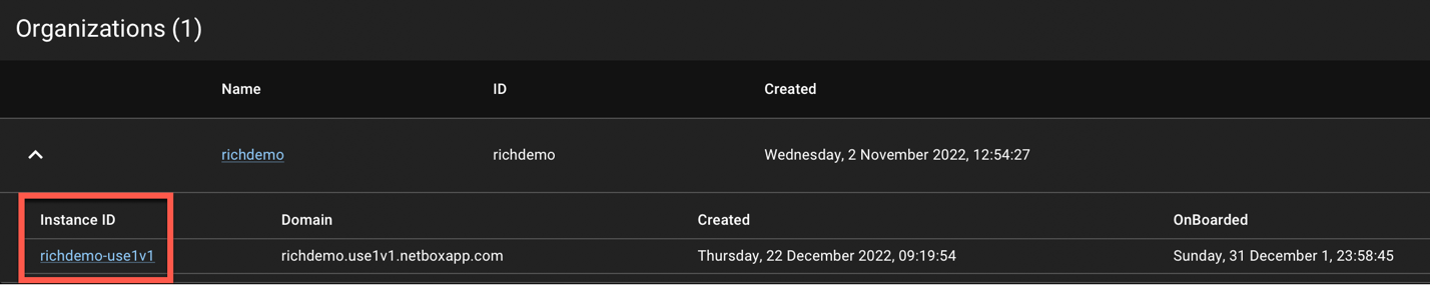 Organizations (1)
Name ID Created
richdemo richdemo Wednesday, 2 November 2022, 12:54:27
Instance ID Domain Created OnBoarded
richdemo-use1v1 richdemo.use1v1.netboxapp.com Thursday, 22 December 2022, 09:19:54 Sunday, 31 December 1, 23:58:45